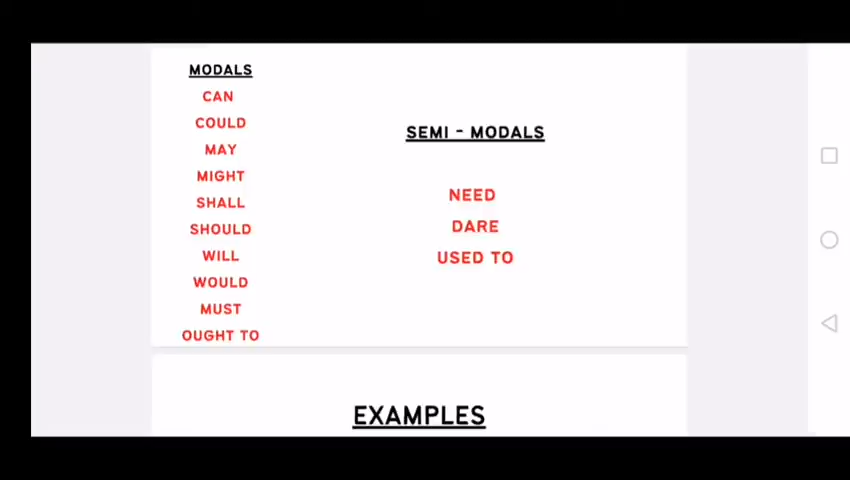 MODALS
CAN
COULD
MAY
MIGHT
SHALL
SHOULD
WILL
WOULD
MUST
OUGHT TO
SEMI - MODALS
NEED
DARE
USED TO
EXAMPLES